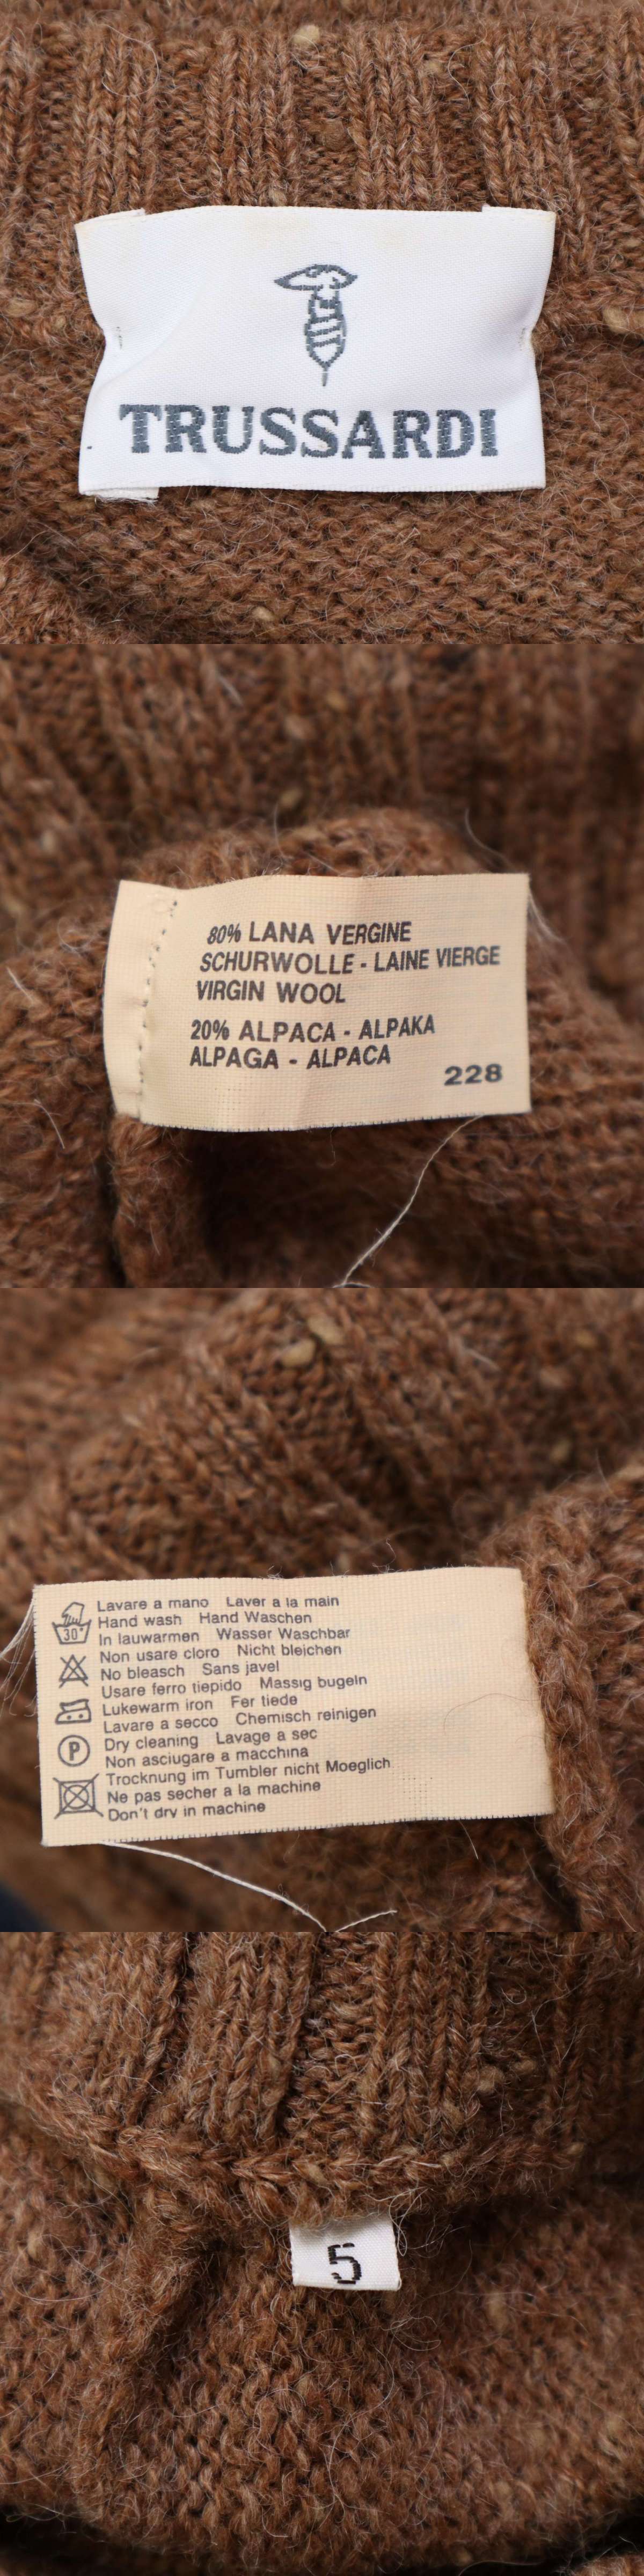 TRUSSARDI
80% LANA VERGINE
SCHURWOLLE - LAINE VIERGE
VIRGIN WOOL
20% ALPACA - ALPAKA
ALPAGA - ALPACA
228
Lavare a mano Laver a la main
Hand wash Hand Waschen
In lauwarmen Wasser Waschbar
Non usare cloro Nicht bleichen
No bleasch Sans javel
Usare ferro tiepido Massig bugeln
Lukewarm iron Fer tiede
Lavare a secco Chemisch reinigen
Dry cleaning Lavage a sec
Non asciugare a macchina
Trocknung im Tumbler nicht Moeglich
Ne pas secher a la machine
Don't dry in machine
30°
P
5